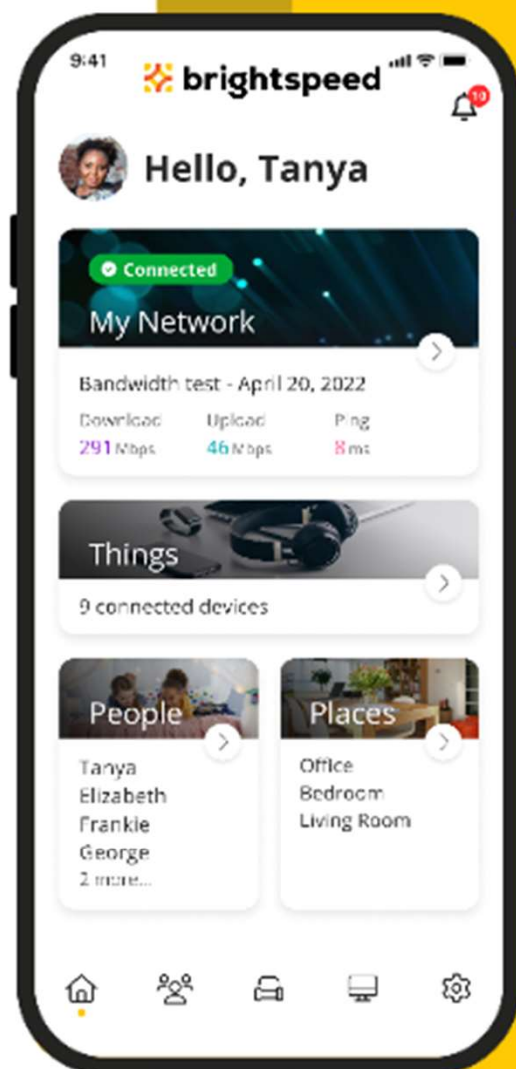 9:41
brightspeed
10
Hello, Tanya
Connected
My Network
Bandwidth test - April 20, 2022
Download Upload Ping
291 Mbps 46 Mbps 8 ms
Things
9 connected devices
People
Tanya
Elizabeth
Frankie
George
2 more...
Places
Office
Bedroom
Living Room